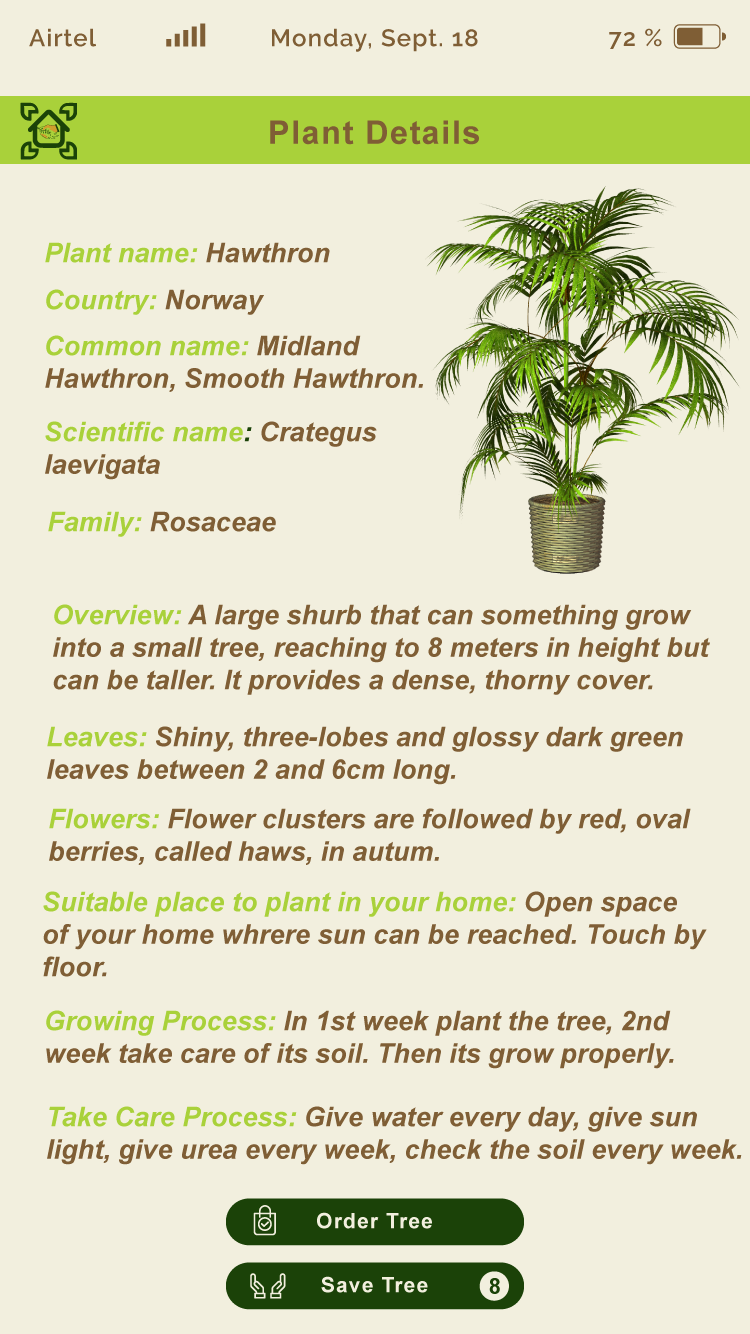 Airtel Monday, Sept. 18 72 %
Plant Details
Plant name: Hawthron
Country: Norway
Common name: Midland
Hawthron, Smooth Hawthron.
Scientific name: Crategus
laevigata
Family: Rosaceae
Overview: A large shurb that can something grow
into a small tree, reaching to 8 meters in height but
can be taller. It provides a dense, thorny cover.
Leaves: Shiny, three-lobes and glossy dark green
leaves between 2 and 6cm long.
Flowers: Flower clusters are followed by red, oval
berries, called haws, in autum.
Suitable place to plant in your home: Open space
of your home whrere sun can be reached. Touch by
floor.
Growing Process: In 1st week plant the tree, 2nd
week take care of its soil. Then its grow properly.
Take Care Process: Give water every day, give sun
light, give urea every week, check the soil every week.
Order Tree
Save Tree 8